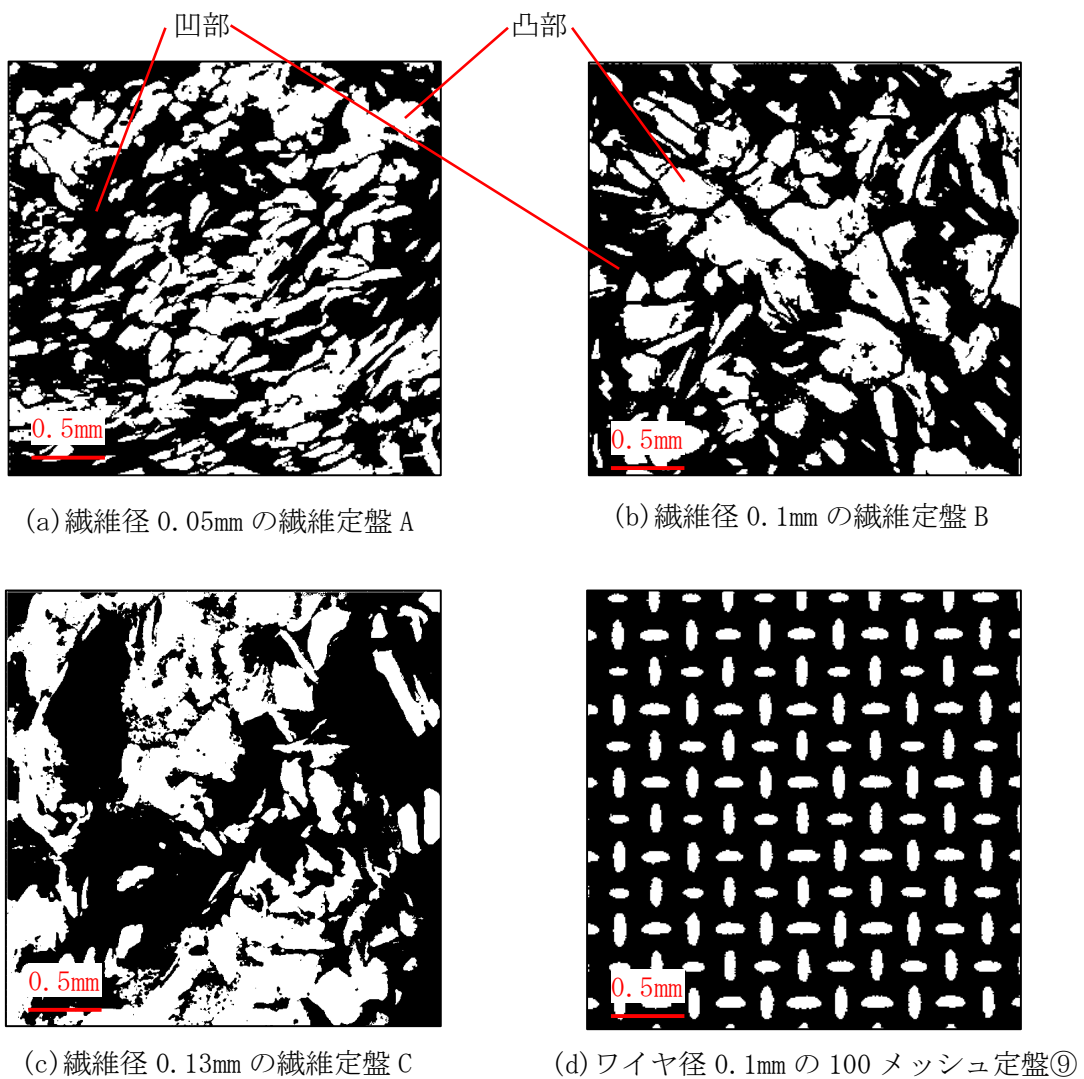 凹部
凸部
0.5mm
0.5mm
(a)繊維径 0.05mm の繊維定盤 A
(b)繊維径 0.1mm の繊維定盤 B
0.5mm
0.5mm
(c)繊維径 0.13mm の繊維定盤 C
(d)ワイヤ径 0.1mm の 100 メッシュ定盤⑨